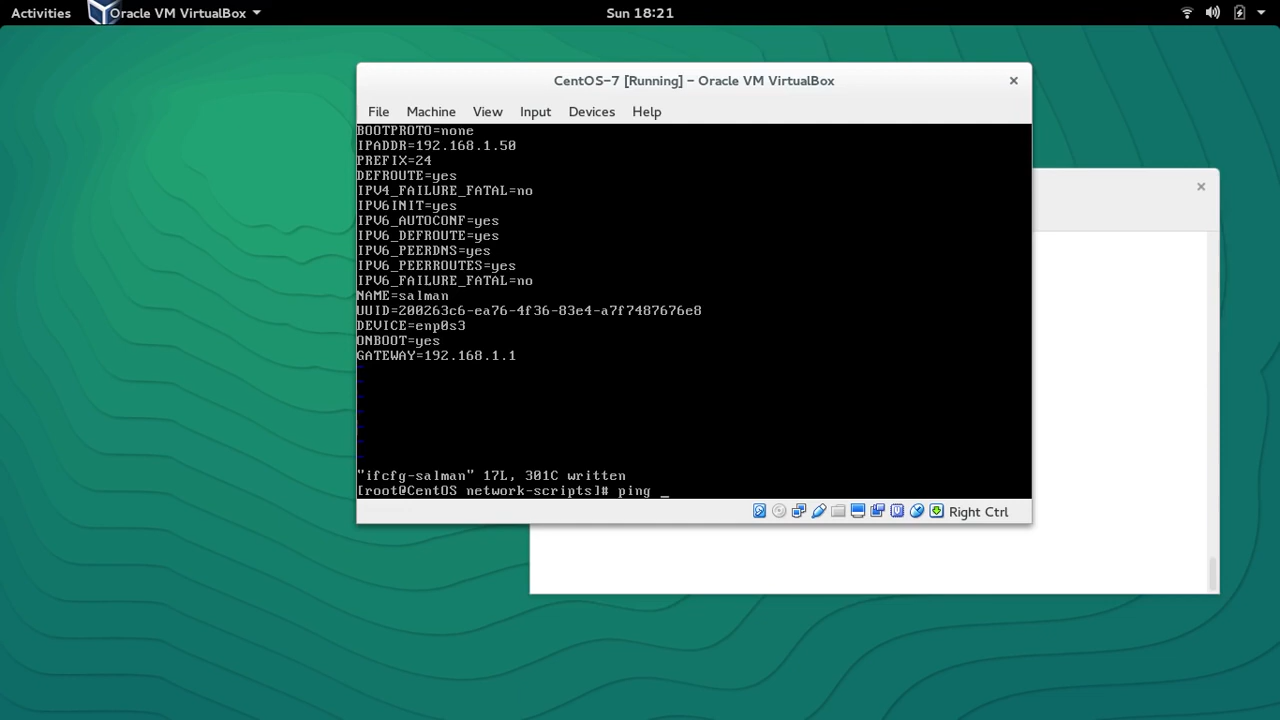 Activities Oracle VM VirtualBox Sun 18:21
CentOS-7 [Running] - Oracle VM VirtualBox
File Machine View Input Devices Help
BOOTPROTO=none
IPADDR=192.168.1.50
PREFIX=24
DEFROUTE=yes
IPV4_FAILURE_FATAL=no
IPV6INIT=yes
IPV6_AUTOCONF=yes
IPV6_DEFROUTE=yes
IPV6_PEERDNS=yes
IPV6_PEERROUTES=yes
IPV6_FAILURE_FATAL=no
NAME=salman
UUID=200263c6-ea76-4f36-83e4-a7f7487676e8
DEVICE=enp0s3
ONBOOT=yes
GATEWAY=192.168.1.1
~
~
~
~
~
~
~
"ifcfg-salman" 17L, 301C written
[root@CentOS network-scripts]# ping _
Right Ctrl